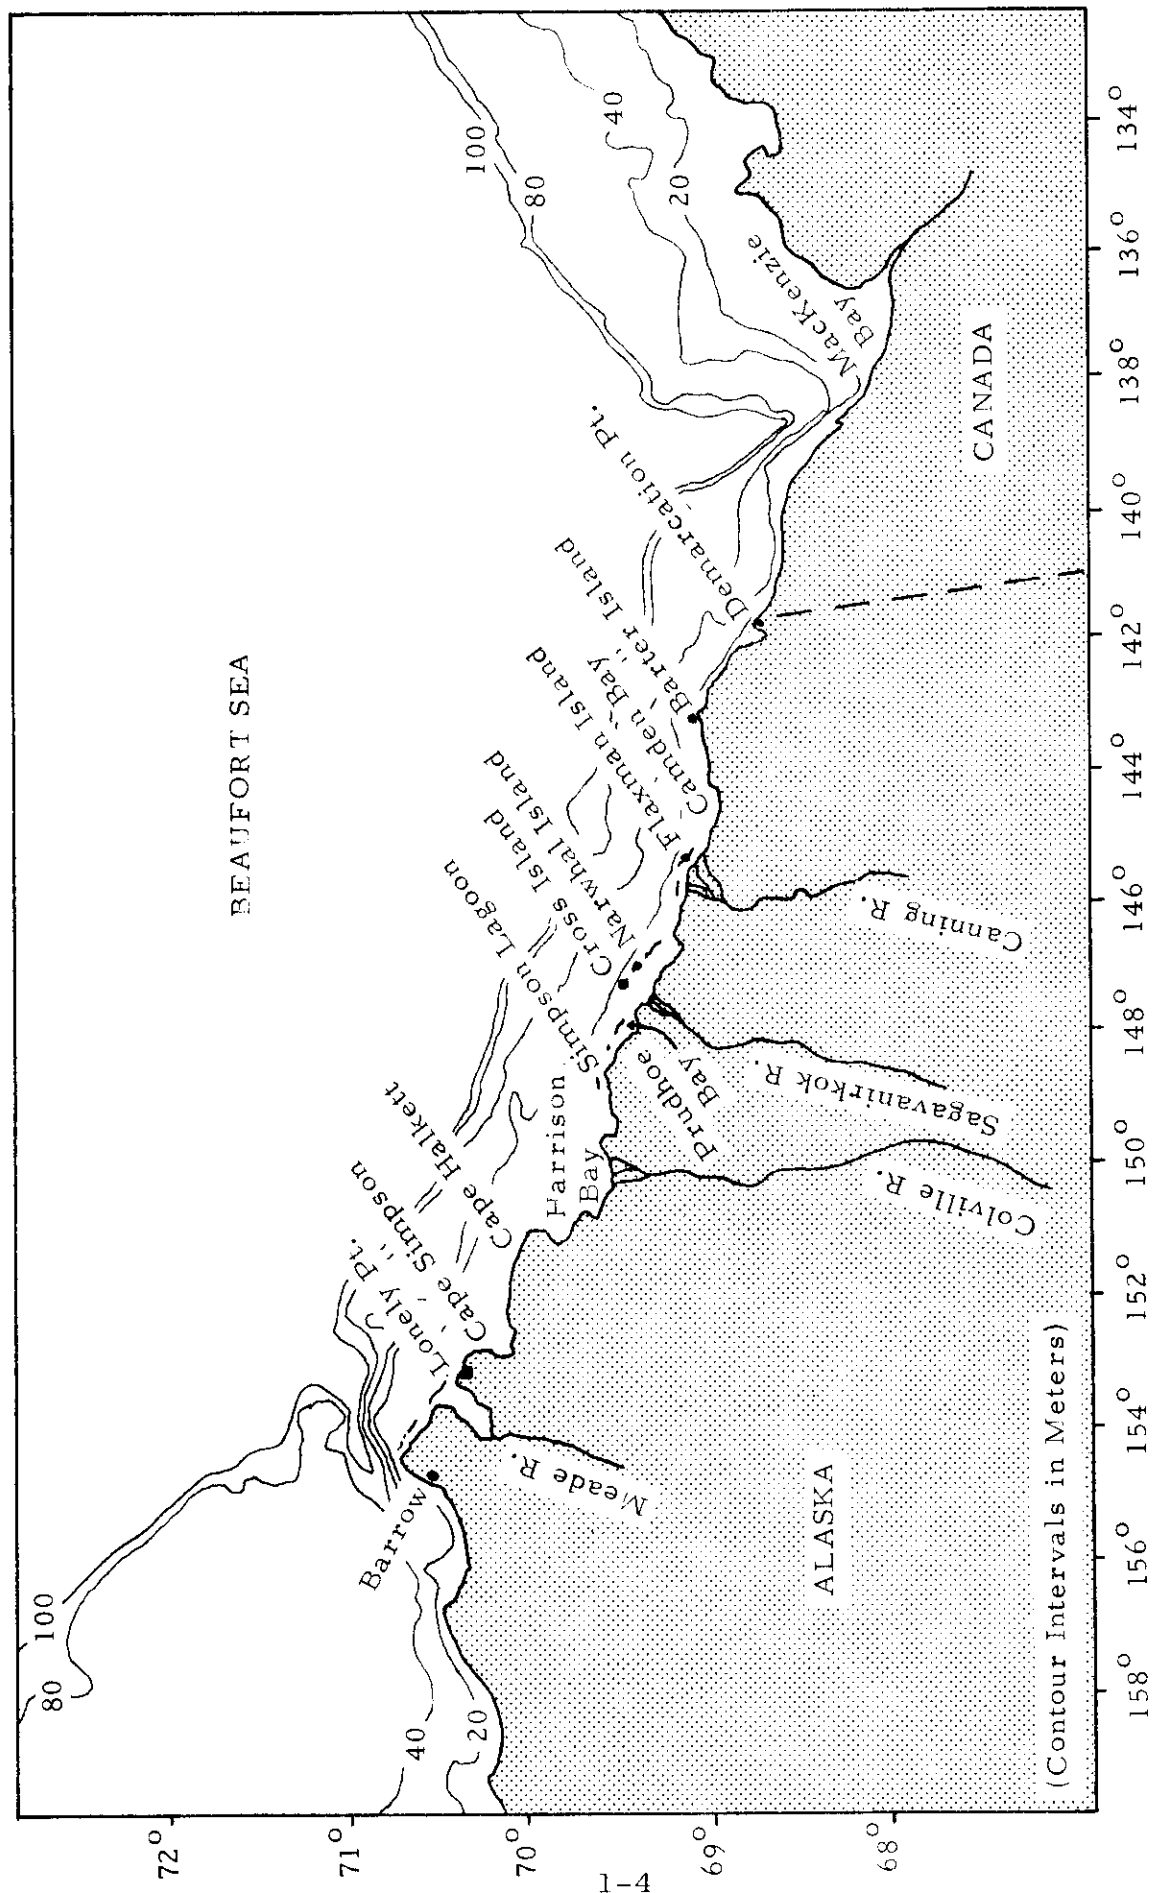 BEAUFORT SEA
100
80
40
20
100
80
40
20
Barrow
Lonely Pt.
Cape Simpson
Cape Halkett
Harrison
Bay
Simpson Lagoon
Cross Island
Narwhal Island
Flaxman Island
Camden Bay
Barter Island
Demarcation Pt.
MacKenzie
Bay
Prudhoe
Bay
Meade R.
Colville R.
Sagavanirkok R.
Canning R.
ALASKA
CANADA
(Contour Intervals in Meters)
72°
71°
70°
69°
68°
158°
156°
154°
152°
150°
148°
146°
144°
142°
140°
138°
136°
134°
1-4